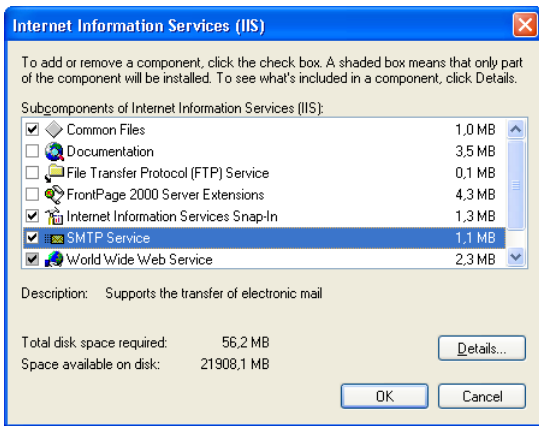 Internet Information Services (IIS)
To add or remove a component, click the check box. A shaded box means that only part
of the component will be installed. To see what's included in a component, click Details.
Subcomponents of Internet Information Services (IIS):
Common Files 1,0 MB
Documentation 3,5 MB
File Transfer Protocol (FTP) Service 0,1 MB
FrontPage 2000 Server Extensions 4,3 MB
Internet Information Services Snap-In 1,3 MB
SMTP Service 1,1 MB
World Wide Web Service 2,3 MB
Description: Supports the transfer of electronic mail
Total disk space required: 56,2 MB
Space available on disk: 21908,1 MB
Details...
OK Cancel